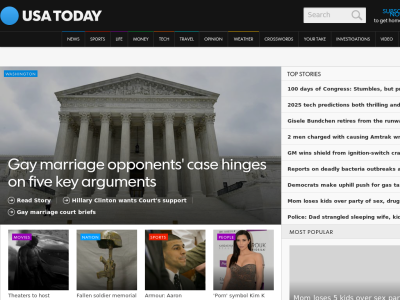 USA TODAY
Search
SUBSC
NO
to get home
NEWS SPORTS LIFE MONEY TECH TRAVEL OPINION WEATHER CROSSWORDS YOUR TAKE INVESTIGATIONS VIDEO
WASHINGTON
Gay marriage opponents' case hinges
on five key arguments
Read Story
Hillary Clinton wants Court's support
Gay marriage court briefs
TOP STORIES
100 days of Congress: Stumbles, but p
2025 tech predictions both thrilling and
Gisele Bundchen retires from the runwa
2 men charged with causing Amtrak wr
GM wins shield from ignition-switch cra
Reports on deadly bacteria outbreaks a
Democrats make uphill push for gas ta
Mom loses kids over party of sex, drug
Police: Dad strangled sleeping wife, kid
MOST POPULAR
Mom loses 5 kids over sex par
MOVIES
Theaters to host
NATION
Fallen soldier memorial
SPORTS
Armour: Aaron
PEOPLE
'Porn' symbol Kim K